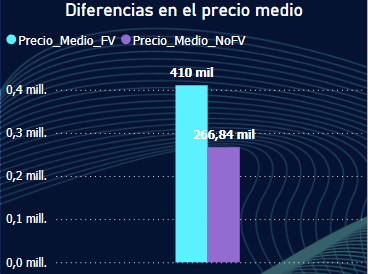 Diferencias en el precio medio
Precio_Medio_FV Precio_Medio_NoFV
410 mil
0,4 mill.
0,3 mill.
266,84 mil
0,2 mill.
0,1 mill.
0,0 mill.